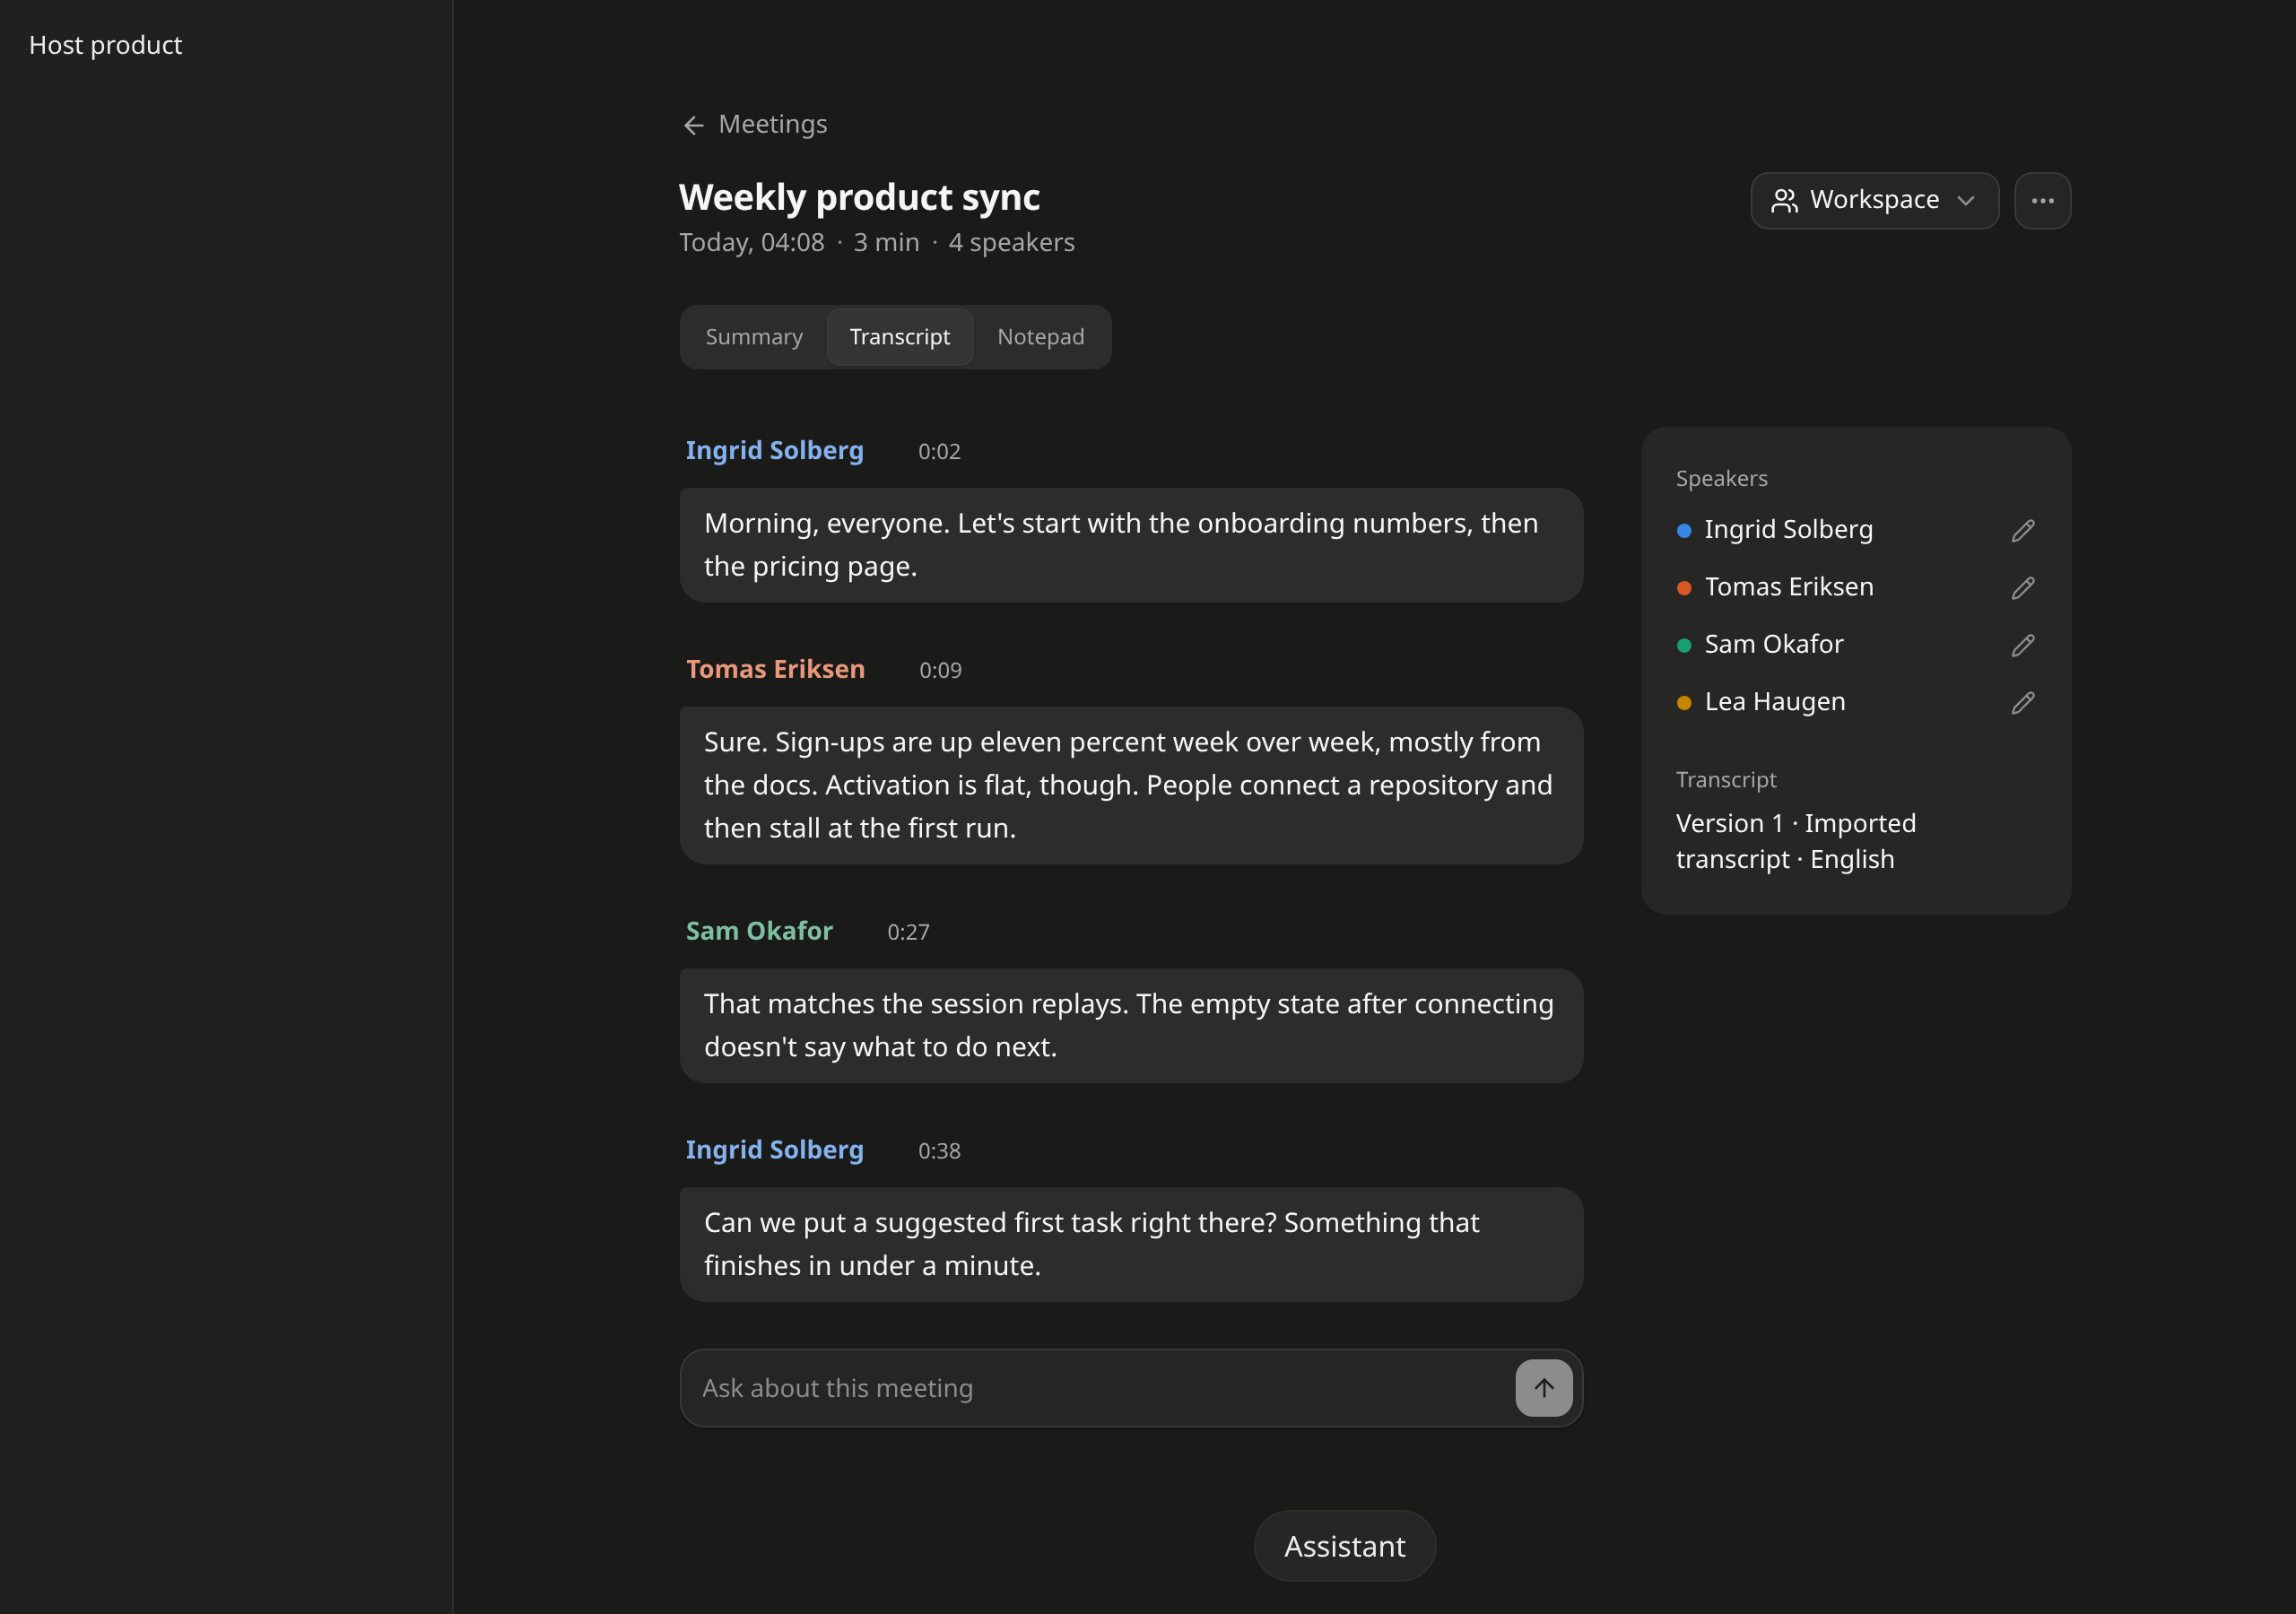 Host product
Meetings
Weekly product sync
Today, 04:08 · 3 min · 4 speakers
Workspace
Summary
Transcript
Notepad
Ingrid Solberg 0:02
Morning, everyone. Let's start with the onboarding numbers, then
the pricing page.
Tomas Eriksen 0:09
Sure. Sign-ups are up eleven percent week over week, mostly from
the docs. Activation is flat, though. People connect a repository and
then stall at the first run.
Sam Okafor 0:27
That matches the session replays. The empty state after connecting
doesn't say what to do next.
Ingrid Solberg 0:38
Can we put a suggested first task right there? Something that
finishes in under a minute.
Ask about this meeting
Speakers
Ingrid Solberg
Tomas Eriksen
Sam Okafor
Lea Haugen
Transcript
Version 1 · Imported
transcript · English
Assistant